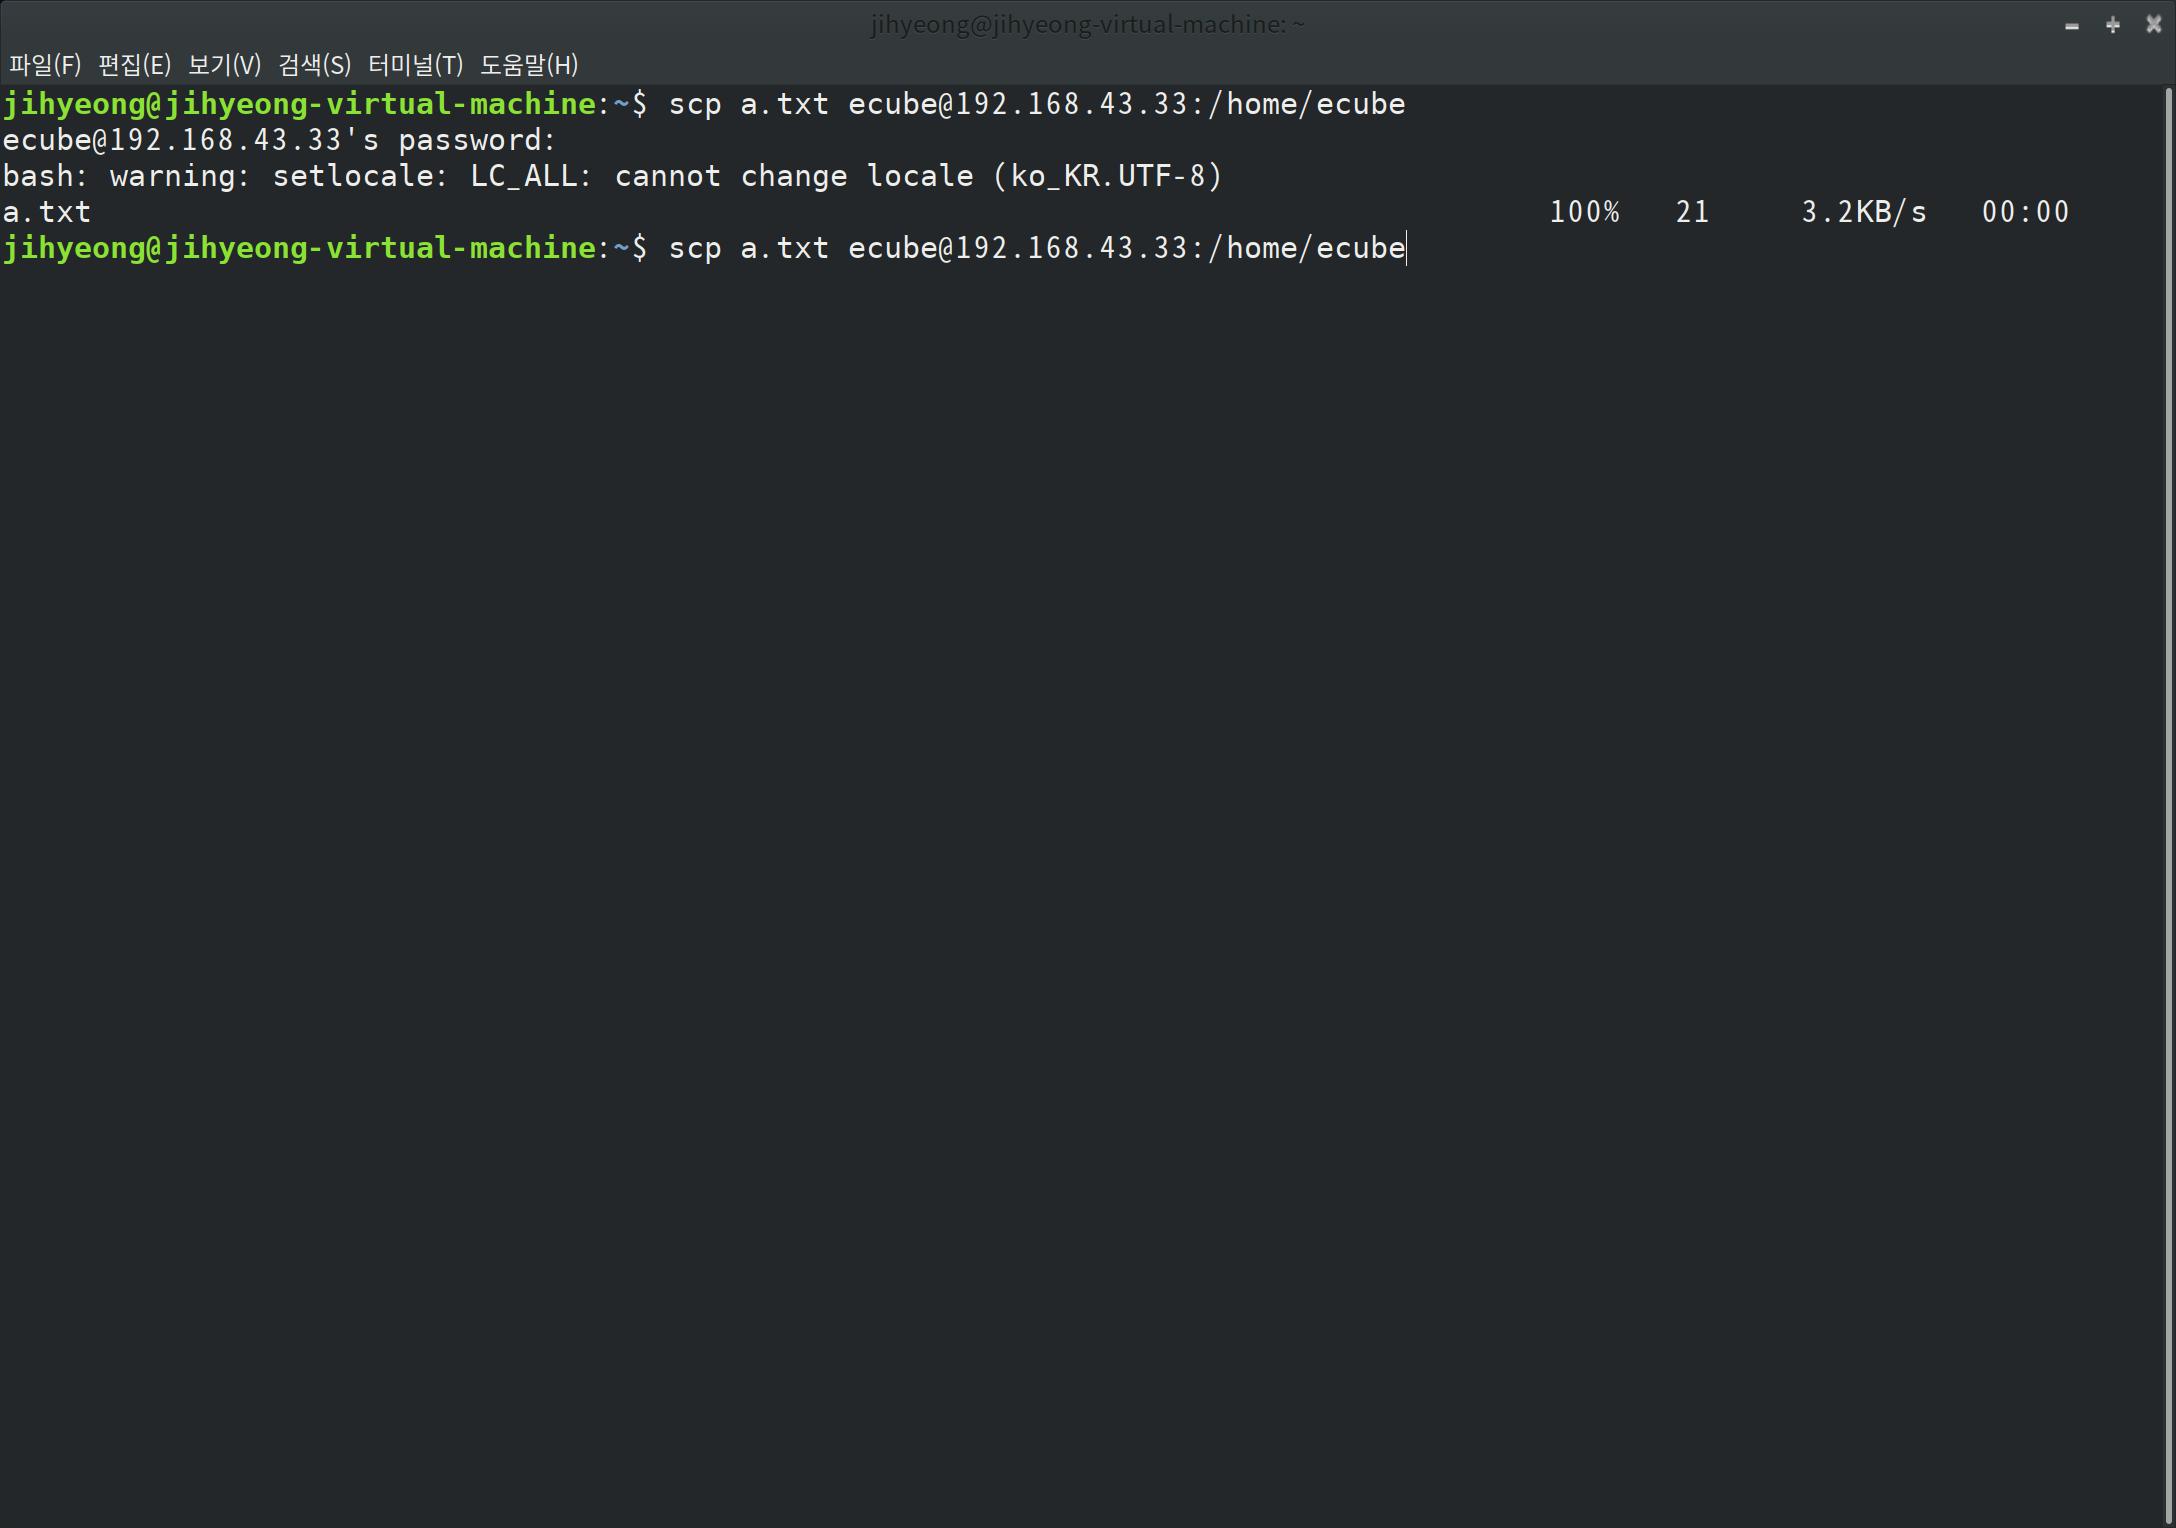 jihyeong@jihyeong-virtual-machine: ~
파일(F) 편집(E) 보기(V) 검색(S) 터미널(T) 도움말(H)
jihyeong@jihyeong-virtual-machine:~$ scp a.txt ecube@192.168.43.33:/home/ecube
ecube@192.168.43.33's password:
bash: warning: setlocale: LC_ALL: cannot change locale (ko_KR.UTF-8)
a.txt 100% 21 3.2KB/s 00:00
jihyeong@jihyeong-virtual-machine:~$ scp a.txt ecube@192.168.43.33:/home/ecube